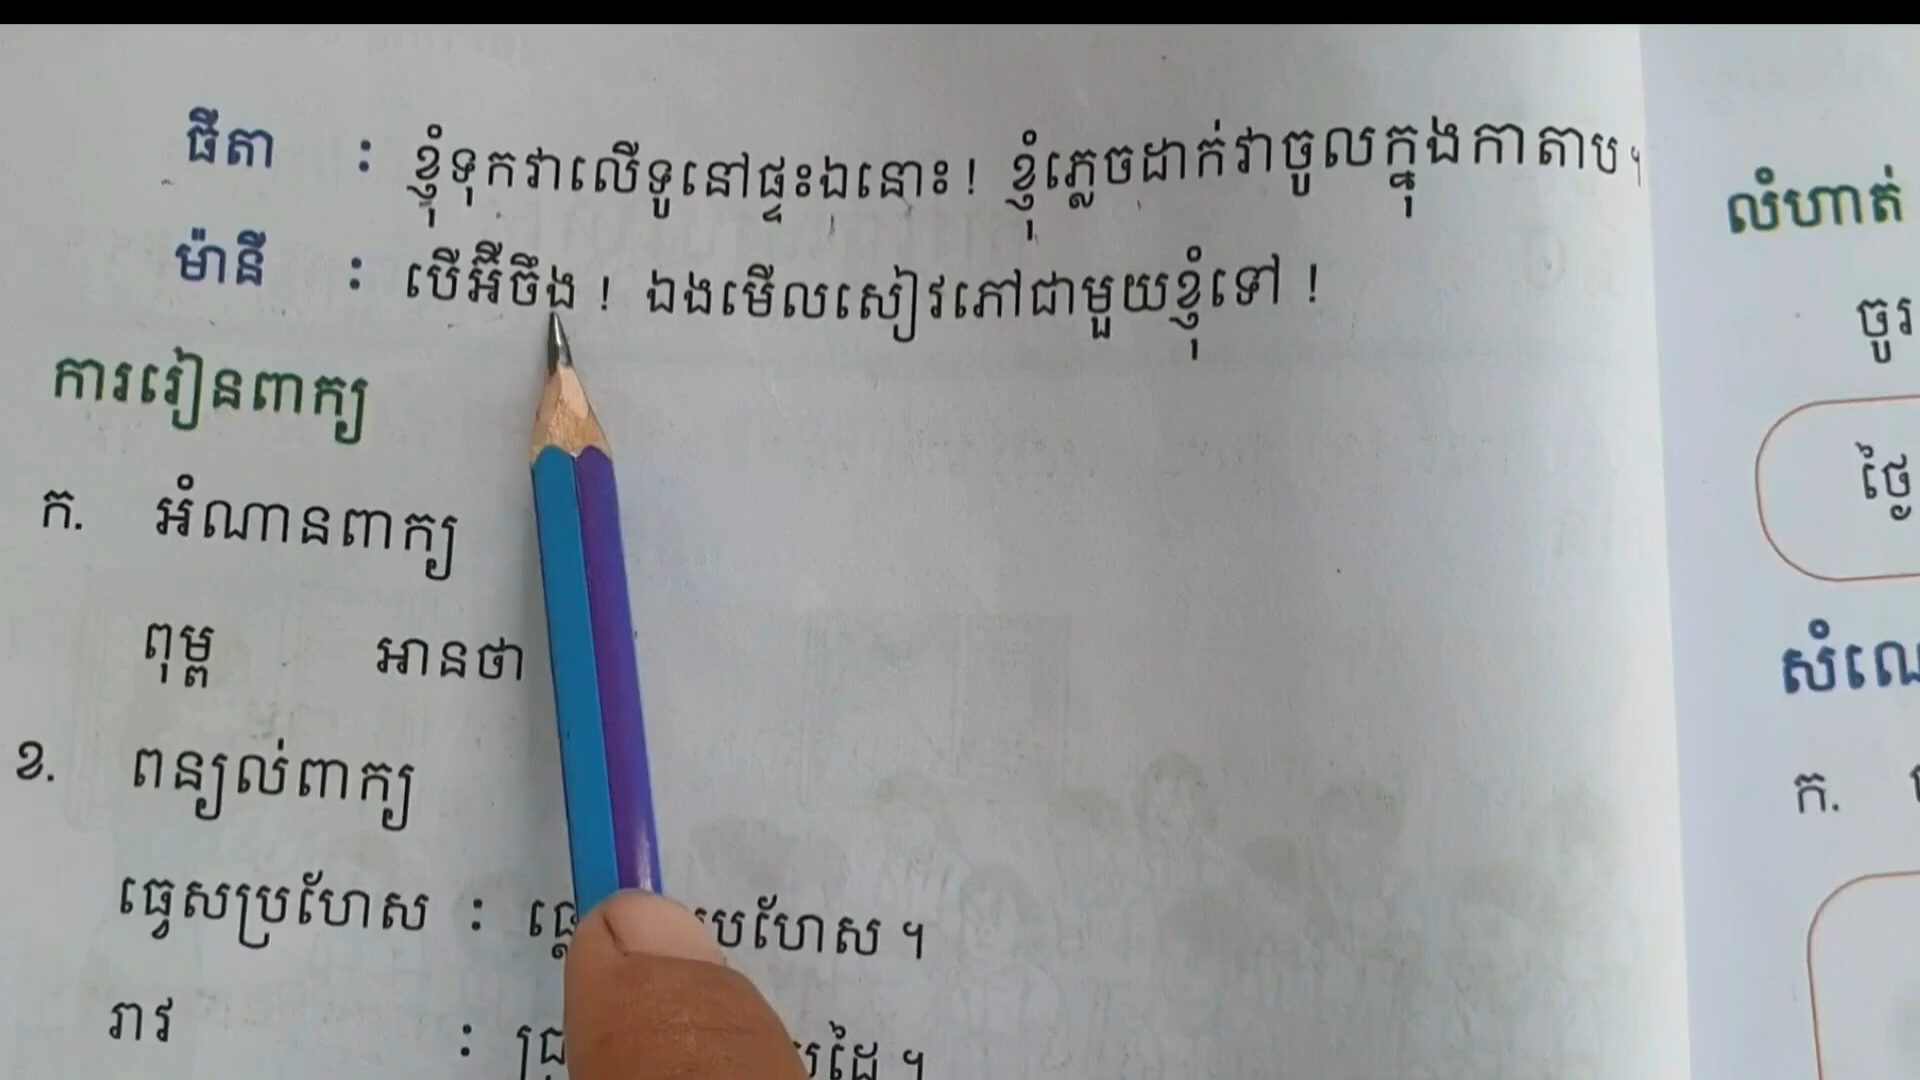 ធីតា : ខ្ញុំទុកវាលើទូនៅផ្ទះឯនោះ! ខ្ញុំភ្លេចដាក់វាចូលក្នុងកាតាប។
ម៉ានី : បើអ៊ីចឹង! ឯងមើលសៀវភៅជាមួយខ្ញុំទៅ!
ការរៀនពាក្យ
ក. អំណានពាក្យ
ពុម្ព អានថា
ខ. ពន្យល់ពាក្យ
ធ្វេសប្រហែស : ប្រហែស។
រាវ :
លំហាត់
ចូរ
ថ្ងៃ
ក.